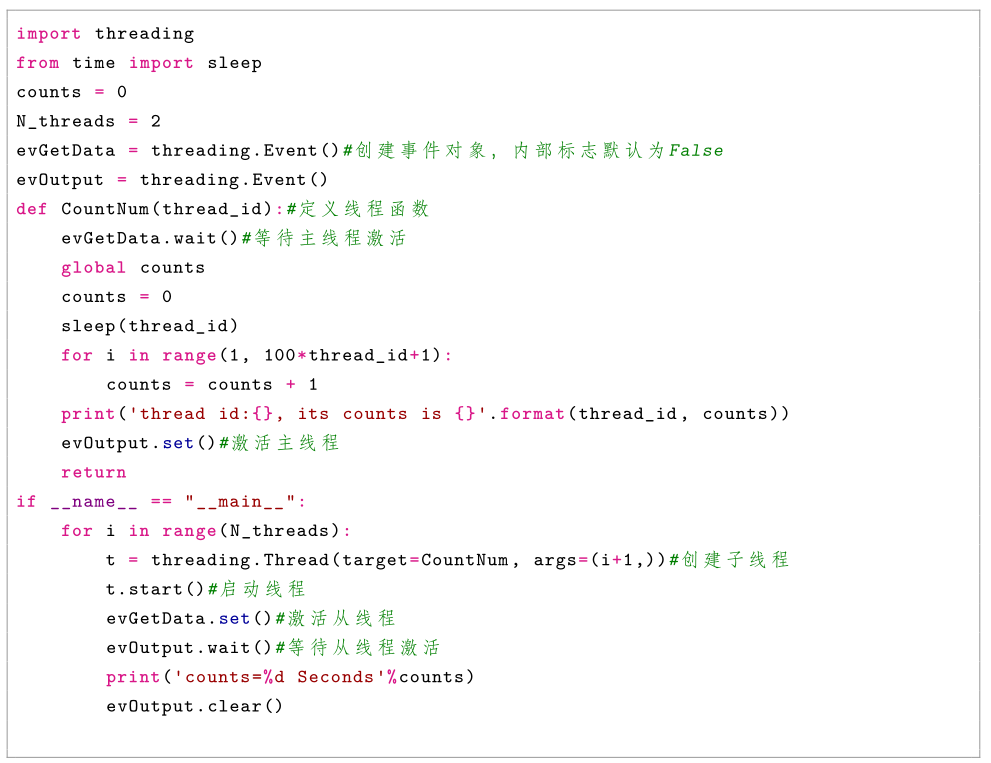 import threading
from time import sleep
counts = 0
N_threads = 2
evGetData = threading.Event()#创建事件对象, 内部标志默认为False
evOutput = threading.Event()
def CountNum(thread_id):#定义线程函数
    evGetData.wait()#等待主线程激活
    global counts
    counts = 0
    sleep(thread_id)
    for i in range(1, 100*thread_id+1):
        counts = counts + 1
    print('thread id:{}, its counts is {}'.format(thread_id, counts))
    evOutput.set()#激活主线程
    return
if __name__ == "__main__":
    for i in range(N_threads):
        t = threading.Thread(target=CountNum, args=(i+1,))#创建子线程
        t.start()#启动线程
        evGetData.set()#激活从线程
        evOutput.wait()#等待从线程激活
        print('counts=%d Seconds'%counts)
        evOutput.clear()